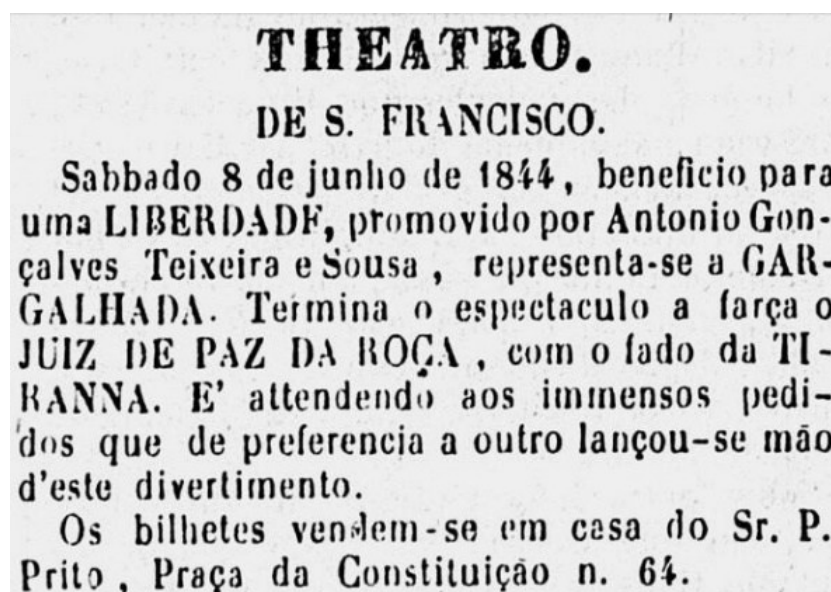 THEATRO.
DE S. FRANCISCO.
Sabbado 8 de junho de 1844, beneficio para
uma LIBERDADE, promovido por Antonio Gon-
çalves Teixeira e Sousa, representa-se a GAR-
GALHADA. Termina o espectaculo a farça o
JUIZ DE PAZ DA ROÇA, com o fado da TI-
RANNA. E' attendendo aos immensos pedi-
dos que de preferencia a outro lançou-se mão
d'este divertimento.
Os bilhetes vendem-se em casa do Sr. P.
Prito, Praça da Constituição n. 64.